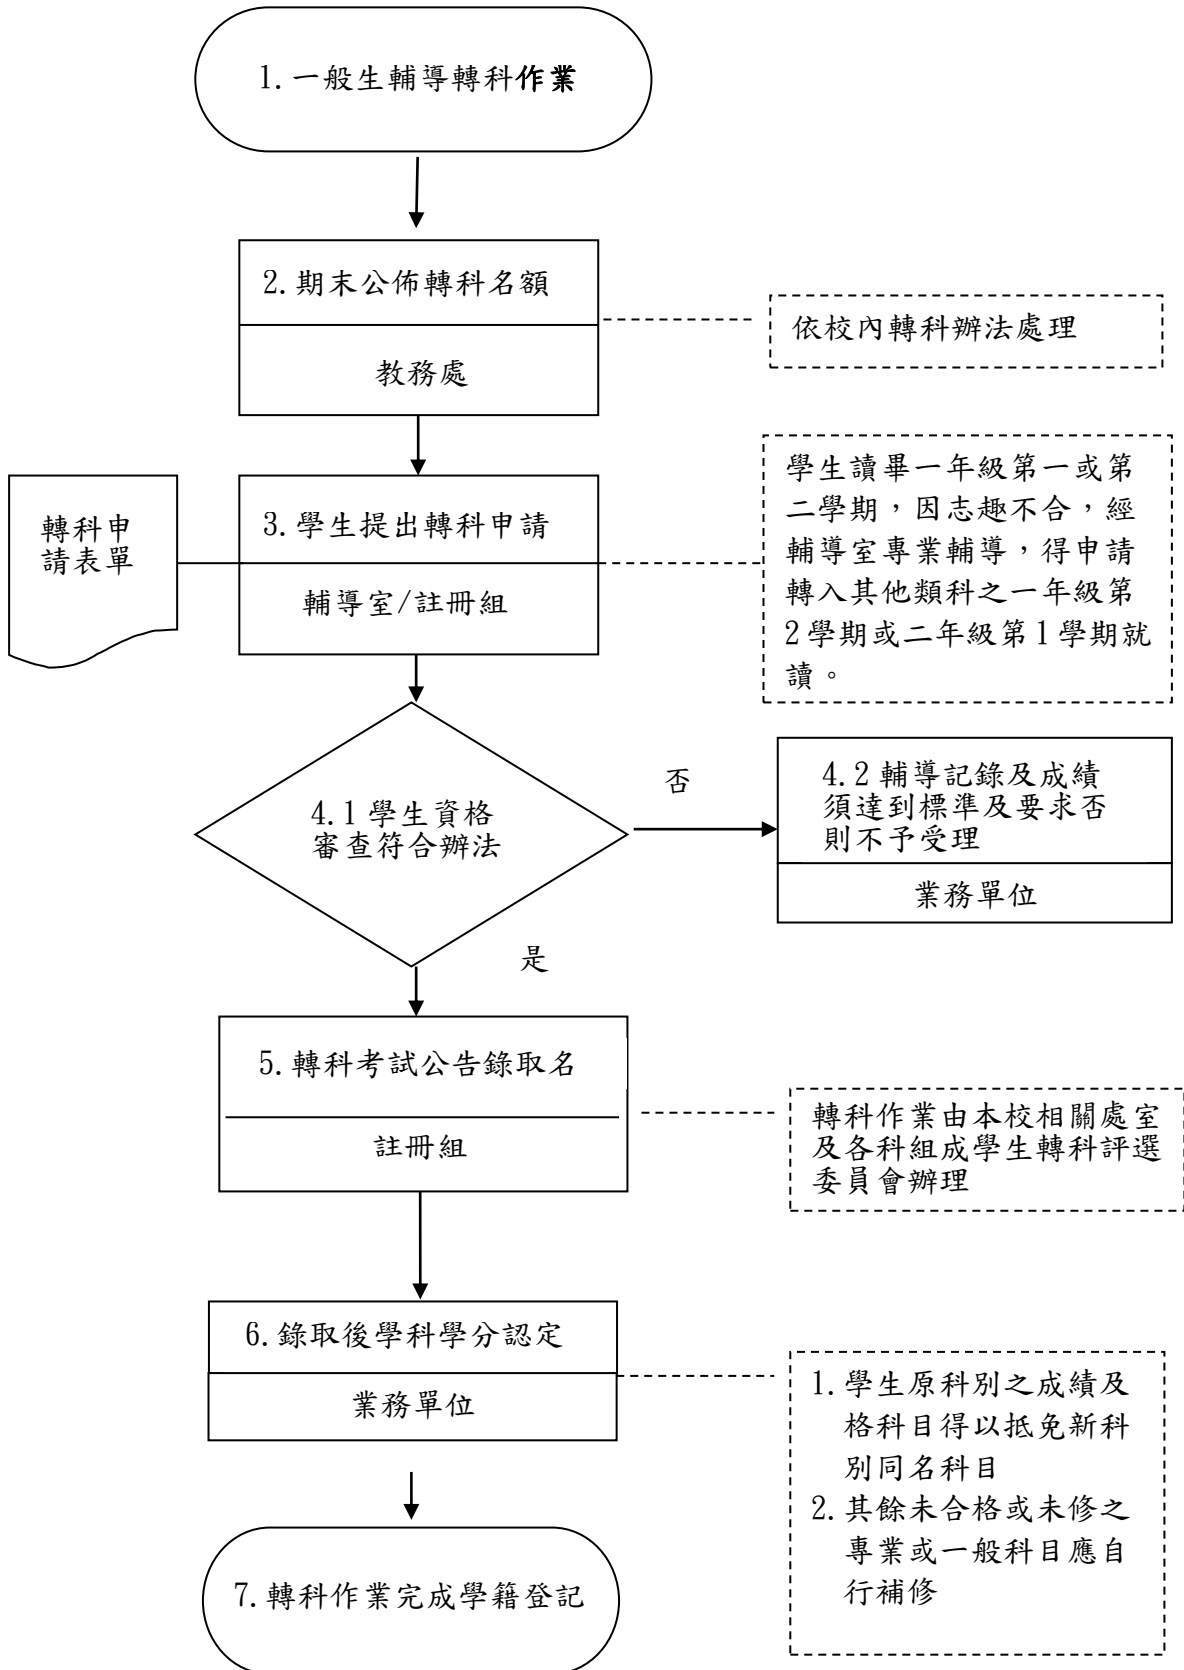 1.一般生輔導轉科作業
2.期末公佈轉科名額
教務處
依校內轉科辦法處理
轉科申
請表單
3.學生提出轉科申請
輔導室/註冊組
學生讀畢一年級第一或第
二學期，因志趣不合，經
輔導室專業輔導，得申請
轉入其他類科之一年級第
2學期或二年級第1學期就
讀。
4.1學生資格
審查符合辦法
否
4.2輔導記錄及成績
須達到標準及要求否
則不予受理
業務單位
是
5.轉科考試公告錄取名
註冊組
轉科作業由本校相關處室
及各科組成學生轉科評選
委員會辦理
6.錄取後學科學分認定
業務單位
1.學生原科別之成績及
格科目得以抵免新科
別同名科目
2.其餘未合格或未修之
專業或一般科目應自
行補修
7.轉科作業完成學籍登記